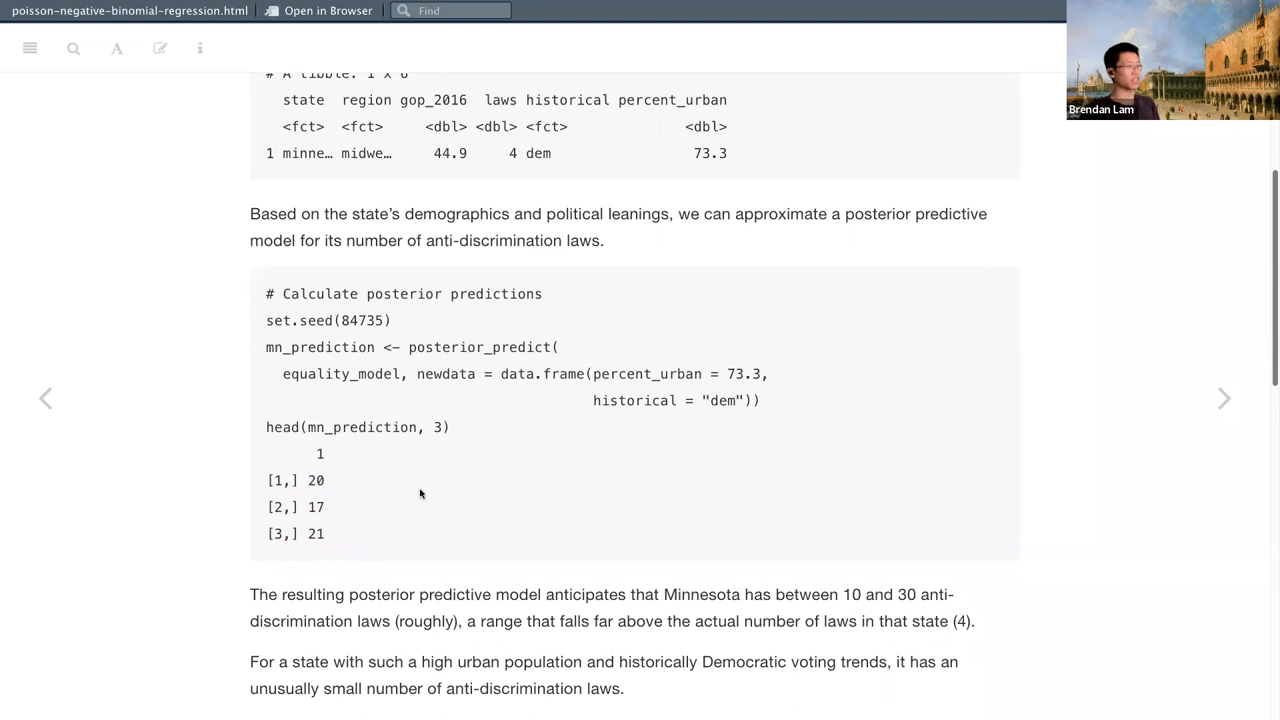 poisson-negative-binomial-regression.html
Open in Browser
Find
Brendan Lam
# A tibble: 1 x 6
state region gop_2016 laws historical percent_urban
<fct> <fct> <dbl> <dbl> <fct> <dbl>
1 minne… midwe… 44.9 4 dem 73.3
Based on the state’s demographics and political leanings, we can approximate a posterior predictive
model for its number of anti-discrimination laws.
# Calculate posterior predictions
set.seed(84735)
mn_prediction <- posterior_predict(
equality_model, newdata = data.frame(percent_urban = 73.3,
historical = "dem"))
head(mn_prediction, 3)
1
[1,] 20
[2,] 17
[3,] 21
The resulting posterior predictive model anticipates that Minnesota has between 10 and 30 anti-
discrimination laws (roughly), a range that falls far above the actual number of laws in that state (4).
For a state with such a high urban population and historically Democratic voting trends, it has an
unusually small number of anti-discrimination laws.